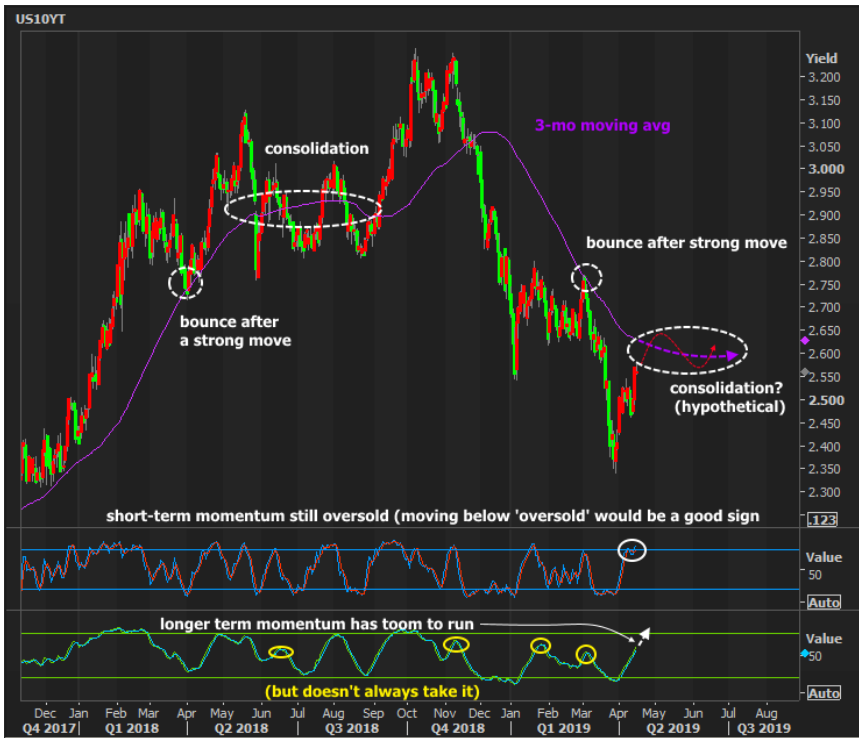 US10YT
Yield
3.200
3.150
3.100
3.050
3.000
2.950
2.900
2.850
2.800
2.750
2.700
2.650
2.600
2.550
2.500
2.450
2.400
2.350
2.300
.123
3-mo moving avg
consolidation
bounce after strong move
bounce after
a strong move
consolidation?
(hypothetical)
short-term momentum still oversold (moving below 'oversold' would be a good sign
Value
50
Auto
longer term momentum has toom to run
Value
50
(but doesn't always take it)
Auto
Dec Jan Feb Mar Apr May Jun Jul Aug Sep Oct Nov Dec Jan Feb Mar Apr May Jun Jul Aug
Q4 2017 Q1 2018 Q2 2018 Q3 2018 Q4 2018 Q1 2019 Q2 2019 Q3 2019